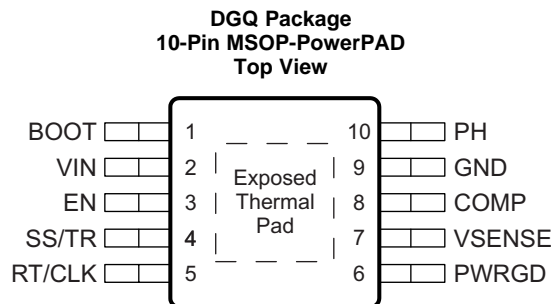 DGQ Package
10-Pin MSOP-PowerPAD
Top View
BOOT 1 10 PH
VIN 2 9 GND
EN 3 8 COMP
SS/TR 4 7 VSENSE
RT/CLK 5 6 PWRGD
Exposed
Thermal
Pad